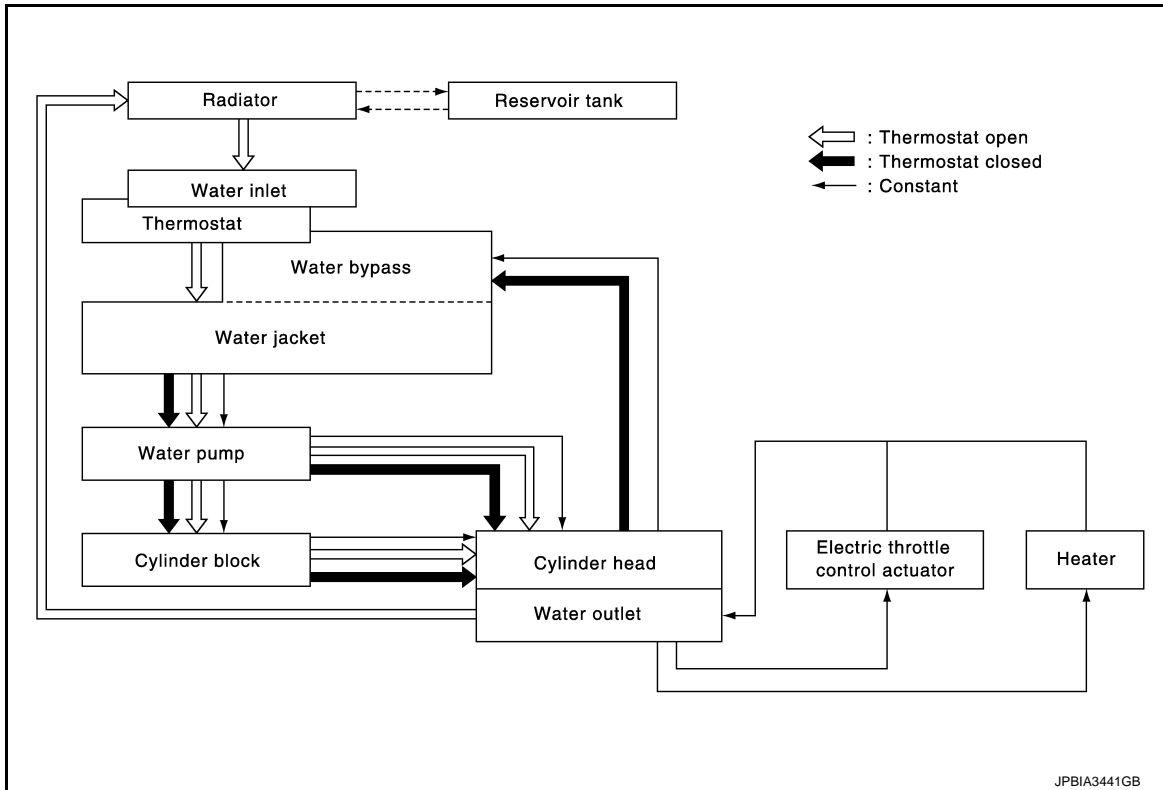 Radiator
Reservoir tank
: Thermostat open
: Thermostat closed
: Constant
Water inlet
Thermostat
Water bypass
Water jacket
Water pump
Cylinder block
Cylinder head
Electric throttle
control actuator
Heater
Water outlet
JPBIA3441GB